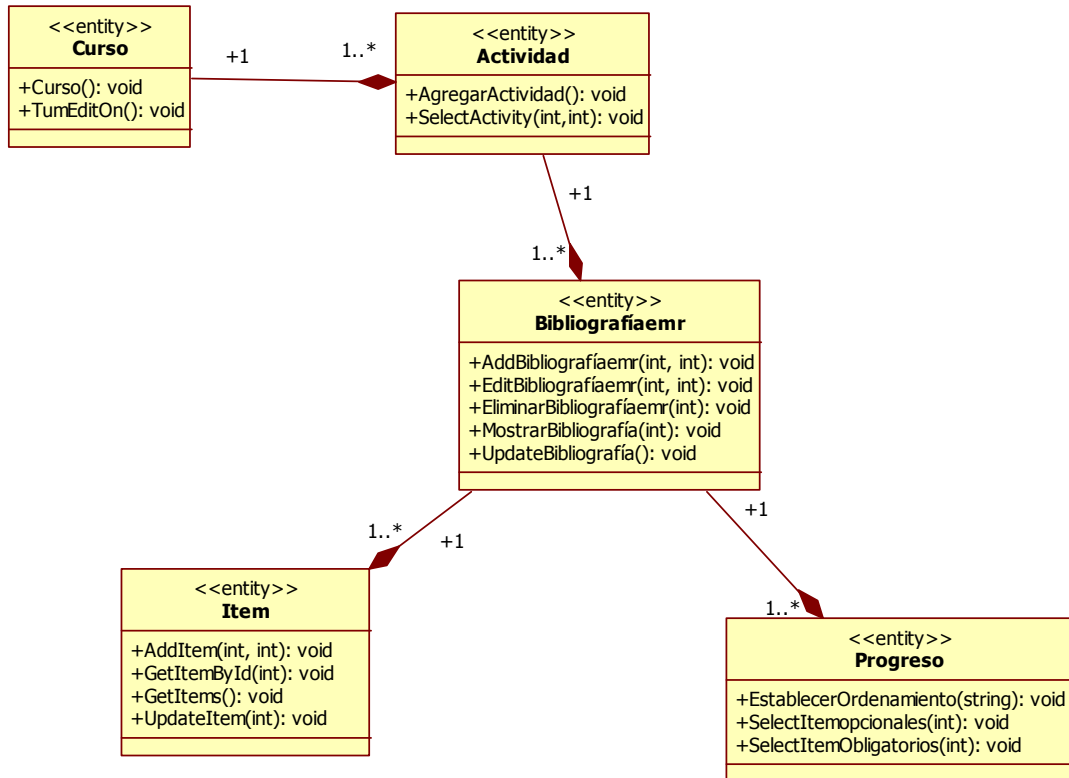 <<entity>>
Curso
+Curso(): void
+TumEditOn(): void
+1
1..*
<<entity>>
Actividad
+AgregarActividad(): void
+SelectActivity(int,int): void
+1
1..*
<<entity>>
Bibliografíaemr
+AddBibliografíaemr(int, int): void
+EditBibliografíaemr(int, int): void
+EliminarBibliografíaemr(int): void
+MostrarBibliografía(int): void
+UpdateBibliografía(): void
1..*
+1
<<entity>>
Item
+AddItem(int, int): void
+GetItemById(int): void
+GetItems(): void
+UpdateItem(int): void
+1
1..*
<<entity>>
Progreso
+EstablecerOrdenamiento(string): void
+SelectItemopcionales(int): void
+SelectItemObligatorios(int): void